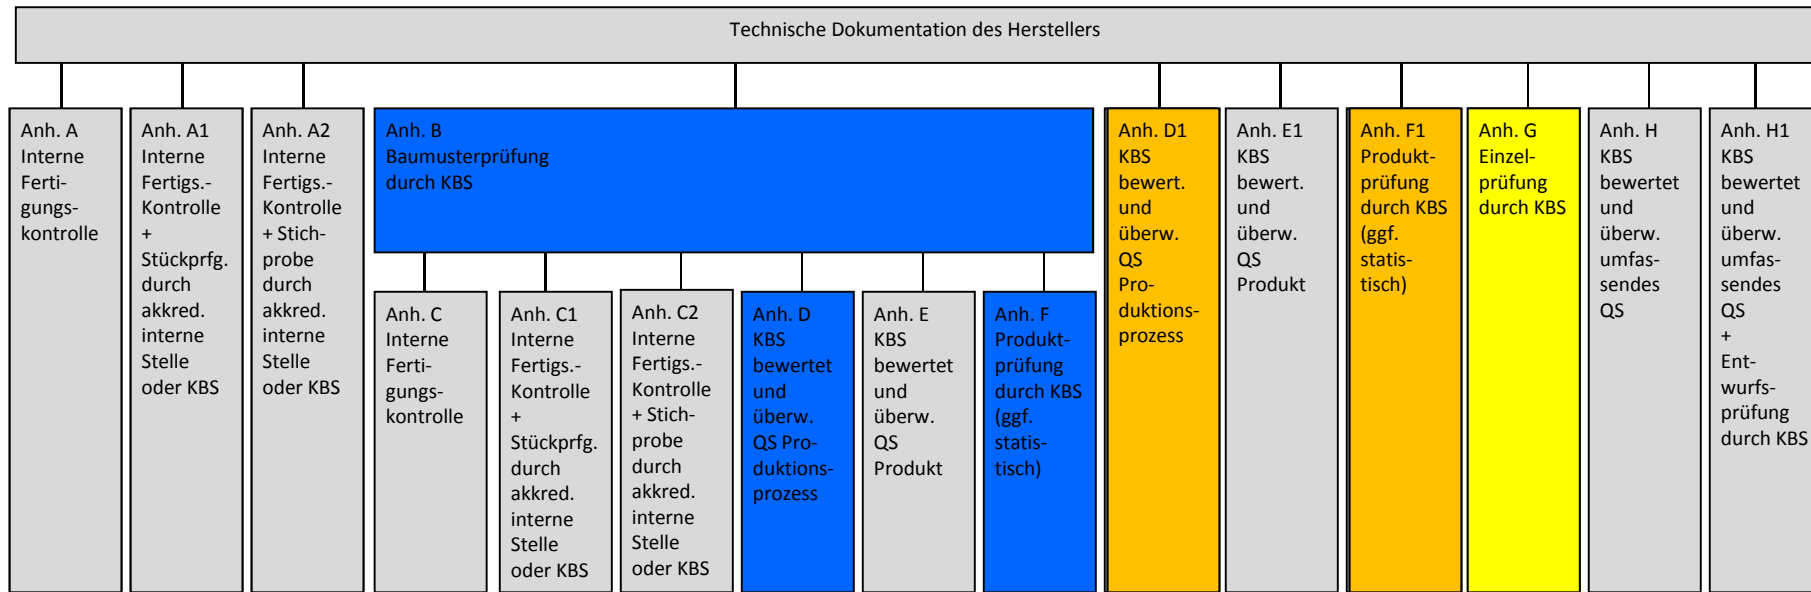 Technische Dokumentation des Herstellers
Anh. A
Interne
Ferti-
gungs-
kontrolle
Anh. A1
Interne
Fertigs.-
Kontrolle
+
Stückprfg.
durch
akkred.
interne
Stelle
oder KBS
Anh. A2
Interne
Fertigs.-
Kontrolle
+ Stich-
probe
durch
akkred.
interne
Stelle
oder KBS
Anh. B
Baumusterprüfung
durch KBS
Anh. C
Interne
Ferti-
gungs-
kontrolle
Anh. C1
Interne
Fertigs.-
Kontrolle
+
Stückprfg.
durch
akkred.
interne
Stelle
oder KBS
Anh. C2
Interne
Fertigs.-
Kontrolle
+ Stich-
probe
durch
akkred.
interne
Stelle
oder KBS
Anh. D
KBS
bewertet
und
überw.
QS Pro-
duktions-
prozess
Anh. E
KBS
bewertet
und
überw.
QS
Produkt
Anh. F
Produkt-
prüfung
durch KBS
(ggf.
statis-
tisch)
Anh. D1
KBS
bewert.
und
überw.
QS
Pro-
duktions-
prozess
Anh. E1
KBS
bewert.
und
überw.
QS
Produkt
Anh. F1
Produkt-
prüfung
durch KBS
(ggf.
statis-
tisch)
Anh. G
Einzel-
prüfung
durch KBS
Anh. H
KBS
bewertet
und
überw.
umfas-
sendes
QS
Anh. H1
KBS
bewertet
und
überw.
umfas-
sendes
QS
+
Ent-
wurfs-
prüfung
durch KBS